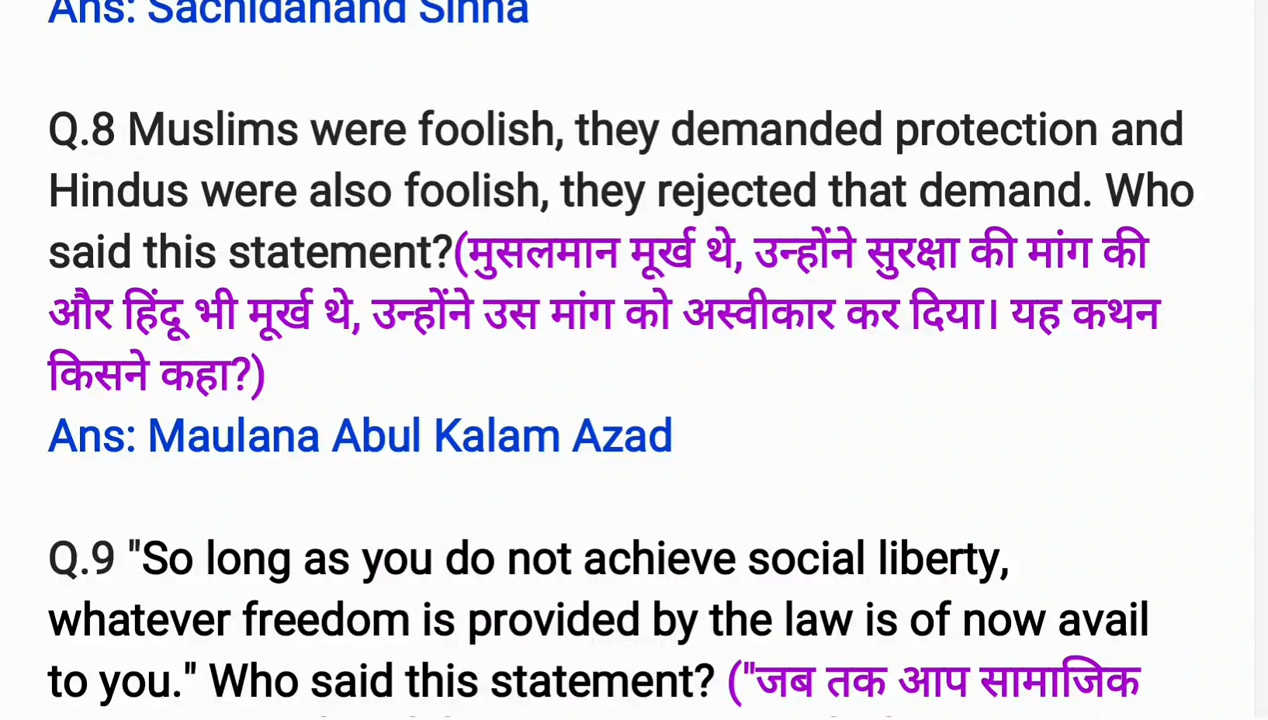 Ans: Sachidanand Sinha
Q.8 Muslims were foolish, they demanded protection and
Hindus were also foolish, they rejected that demand. Who
said this statement?(मुसलमान मूर्ख थे, उन्होंने सुरक्षा की मांग की
और हिंदू भी मूर्ख थे, उन्होंने उस मांग को अस्वीकार कर दिया। यह कथन
किसने कहा?)
Ans: Maulana Abul Kalam Azad
Q.9 "So long as you do not achieve social liberty,
whatever freedom is provided by the law is of now avail
to you." Who said this statement? ("जब तक आप सामाजिक